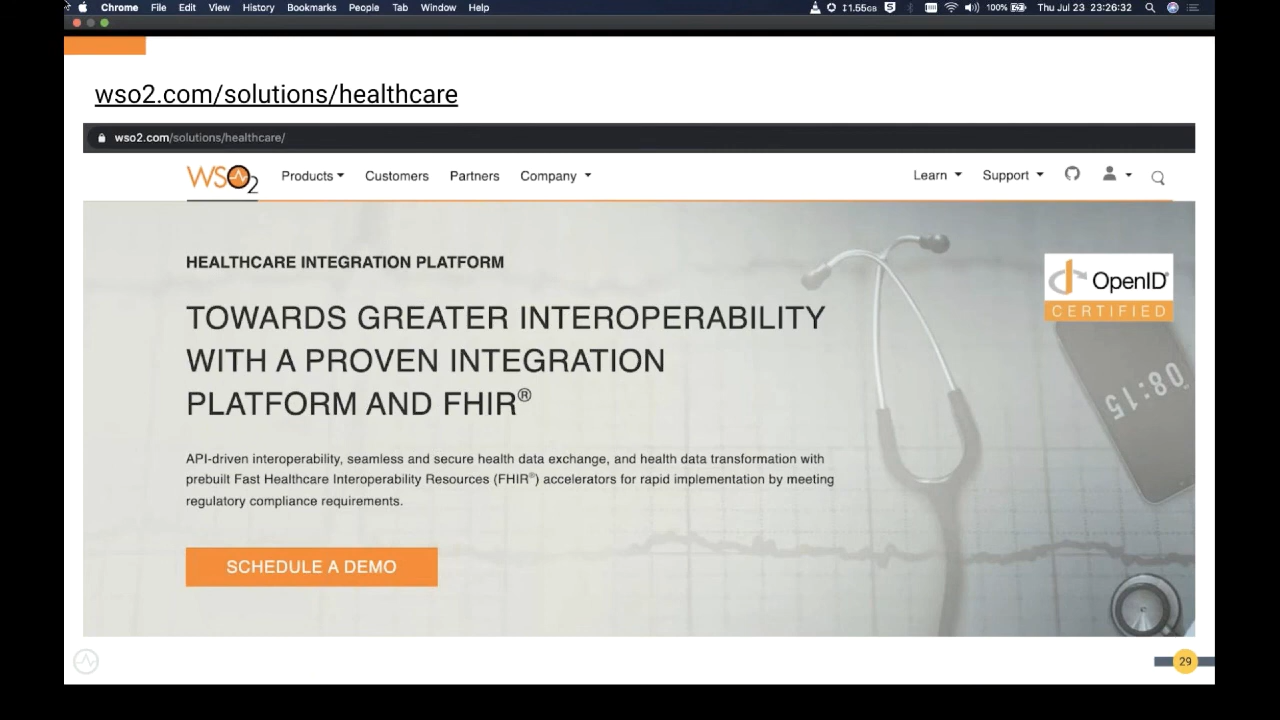 Chrome File Edit View History Bookmarks People Tab Window Help
1.55GB 100% Thu Jul 23 23:26:32
wso2.com/solutions/healthcare
wso2.com/solutions/healthcare/
WSO2 Products Customers Partners Company Learn Support
HEALTHCARE INTEGRATION PLATFORM
OpenID®
CERTIFIED
TOWARDS GREATER INTEROPERABILITY
WITH A PROVEN INTEGRATION
PLATFORM AND FHIR®
08:15
API-driven interoperability, seamless and secure health data exchange, and health data transformation with
prebuilt Fast Healthcare Interoperability Resources (FHIR®) accelerators for rapid implementation by meeting
regulatory compliance requirements.
SCHEDULE A DEMO
29